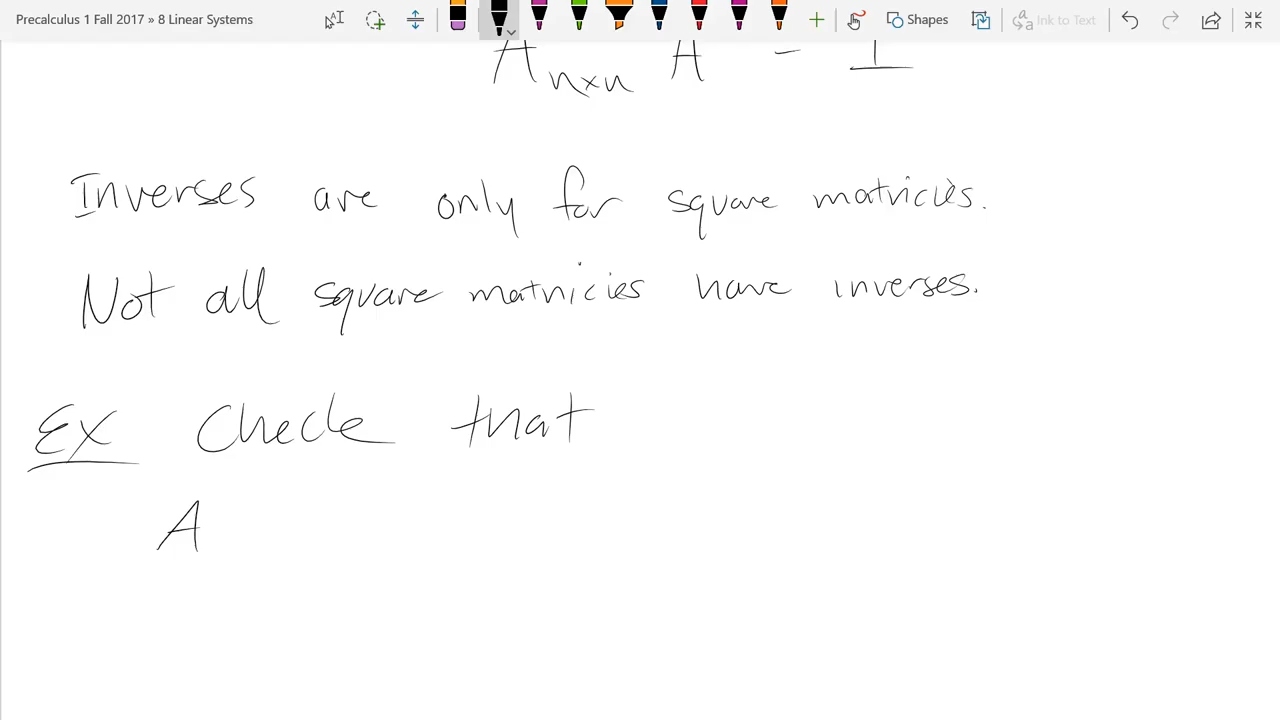 Precalculus 1 Fall 2017 » 8 Linear Systems Shapes Ink to Text
A n×n A = I
Inverses are only for square matricies.
Not all square matricies have inverses.
Ex Check that
A